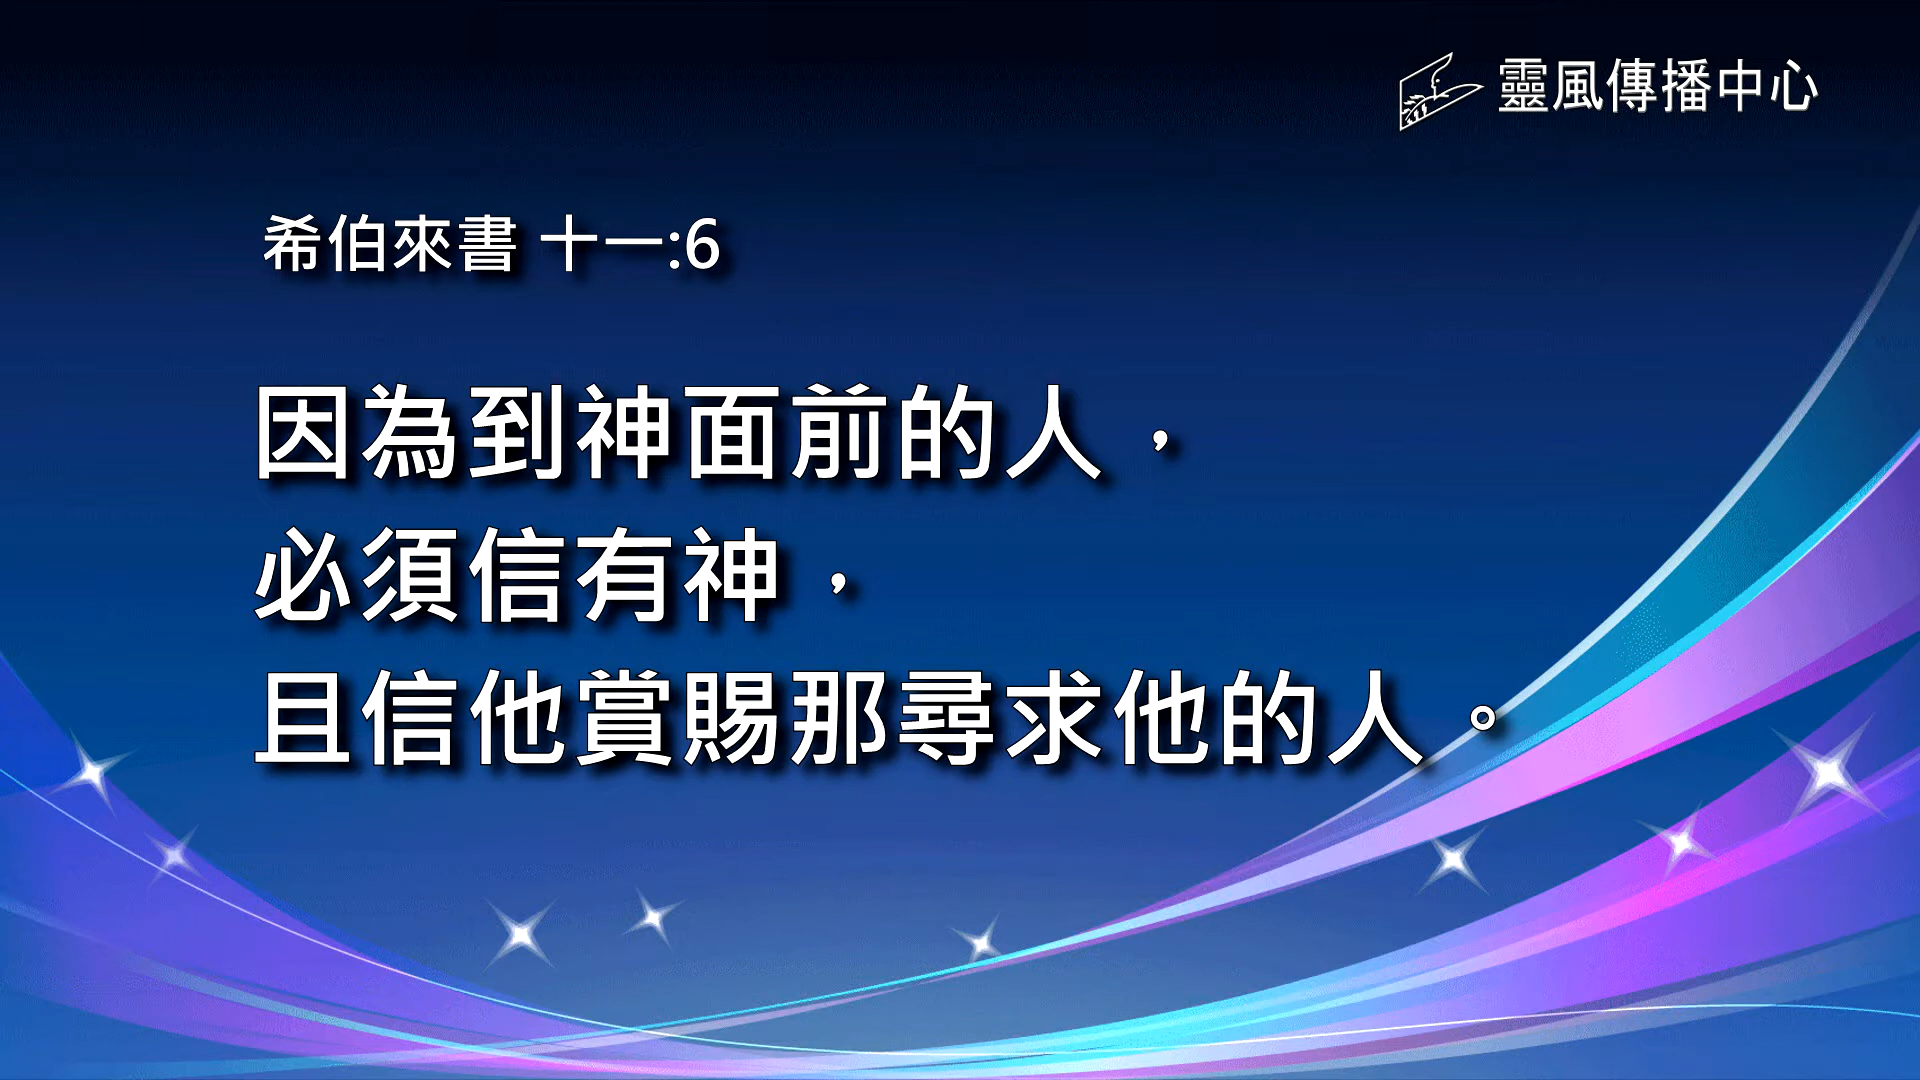 靈風傳播中心
希伯來書 十一:6
因為到神面前的人，
必須信有神，
且信他賞賜那尋求他的人。